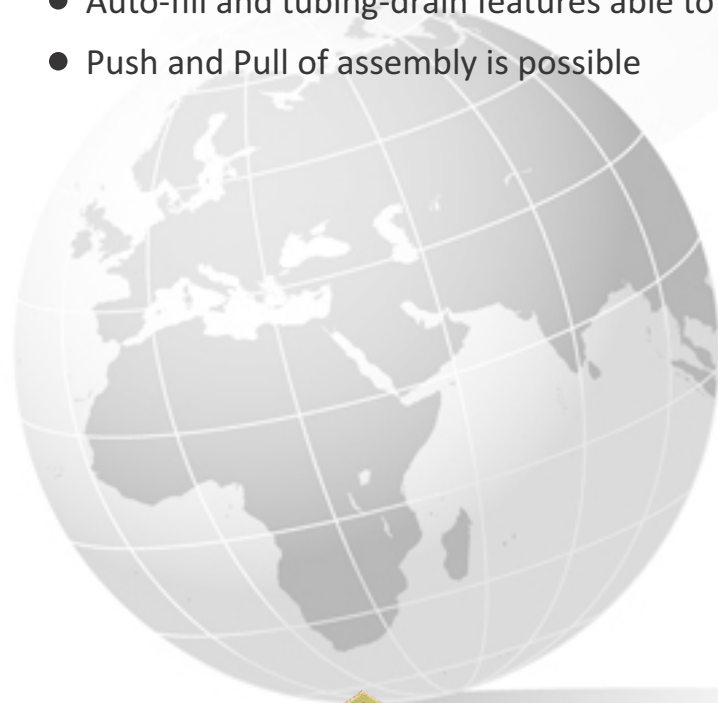 ● Auto-fill and tubing-drain features able to
● Push and Pull of assembly is possible